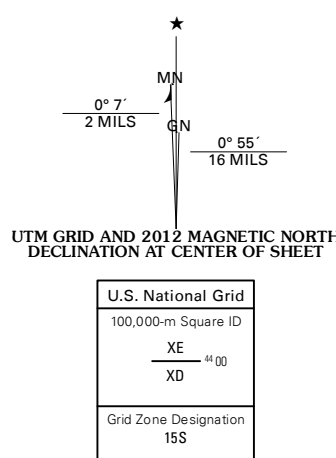 ★
MN
0° 7´
2 MILS
GN
0° 55´
16 MILS
UTM GRID AND 2012 MAGNETIC NORTH
DECLINATION AT CENTER OF SHEET
U.S. National Grid
100,000-m Square ID
XE
44 00
XD
Grid Zone Designation
15S